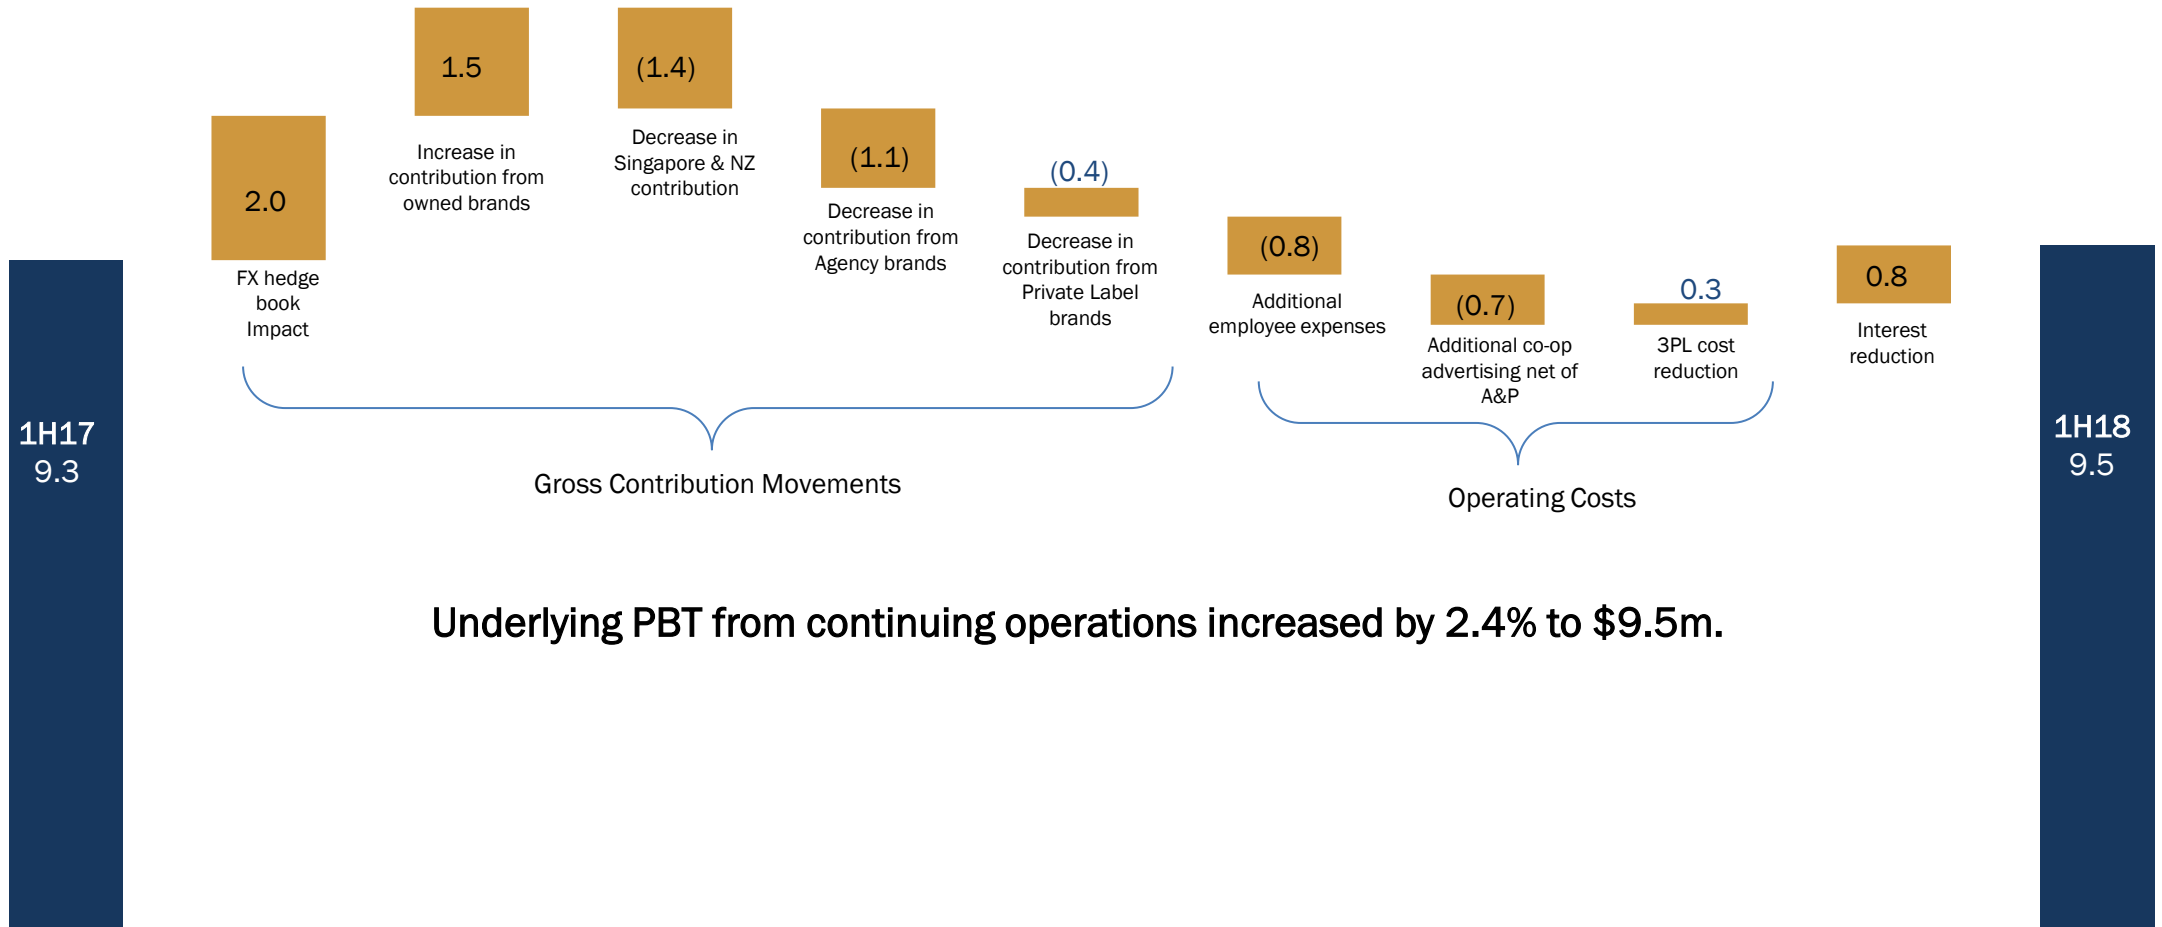 1H17
9.3
2.0
FX hedge
book
Impact
1.5
Increase in
contribution from
owned brands
(1.4)
Decrease in
Singapore & NZ
contribution
(1.1)
Decrease in
contribution from
Agency brands
(0.4)
Decrease in
contribution from
Private Label
brands
Gross Contribution Movements
(0.8)
Additional
employee expenses
(0.7)
Additional co-op
advertising net of
A&P
0.3
3PL cost
reduction
Operating Costs
0.8
Interest
reduction
1H18
9.5
Underlying PBT from continuing operations increased by 2.4% to $9.5m.